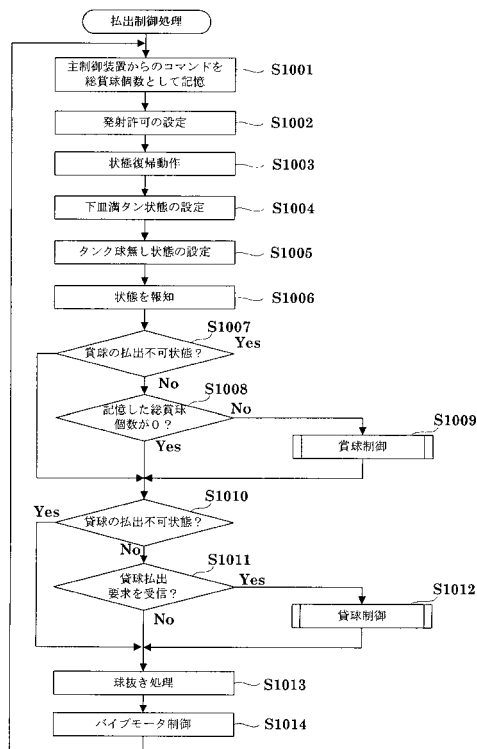 払出制御処理
主制御装置からのコマンドを
総賞球個数として記憶
S1001
発射許可の設定
S1002
状態復帰動作
S1003
下皿満タン状態の設定
S1004
タンク球無し状態の設定
S1005
状態を報知
S1006
S1007
賞球の払出不可状態？
Yes
No
S1008
記憶した総賞球
個数が０？
No
Yes
S1009
賞球制御
S1010
Yes
貸球の払出不可状態？
No
S1011
貸球払出
要求を受信？
Yes
No
S1012
貸球制御
球抜き処理
S1013
バイブモータ制御
S1014